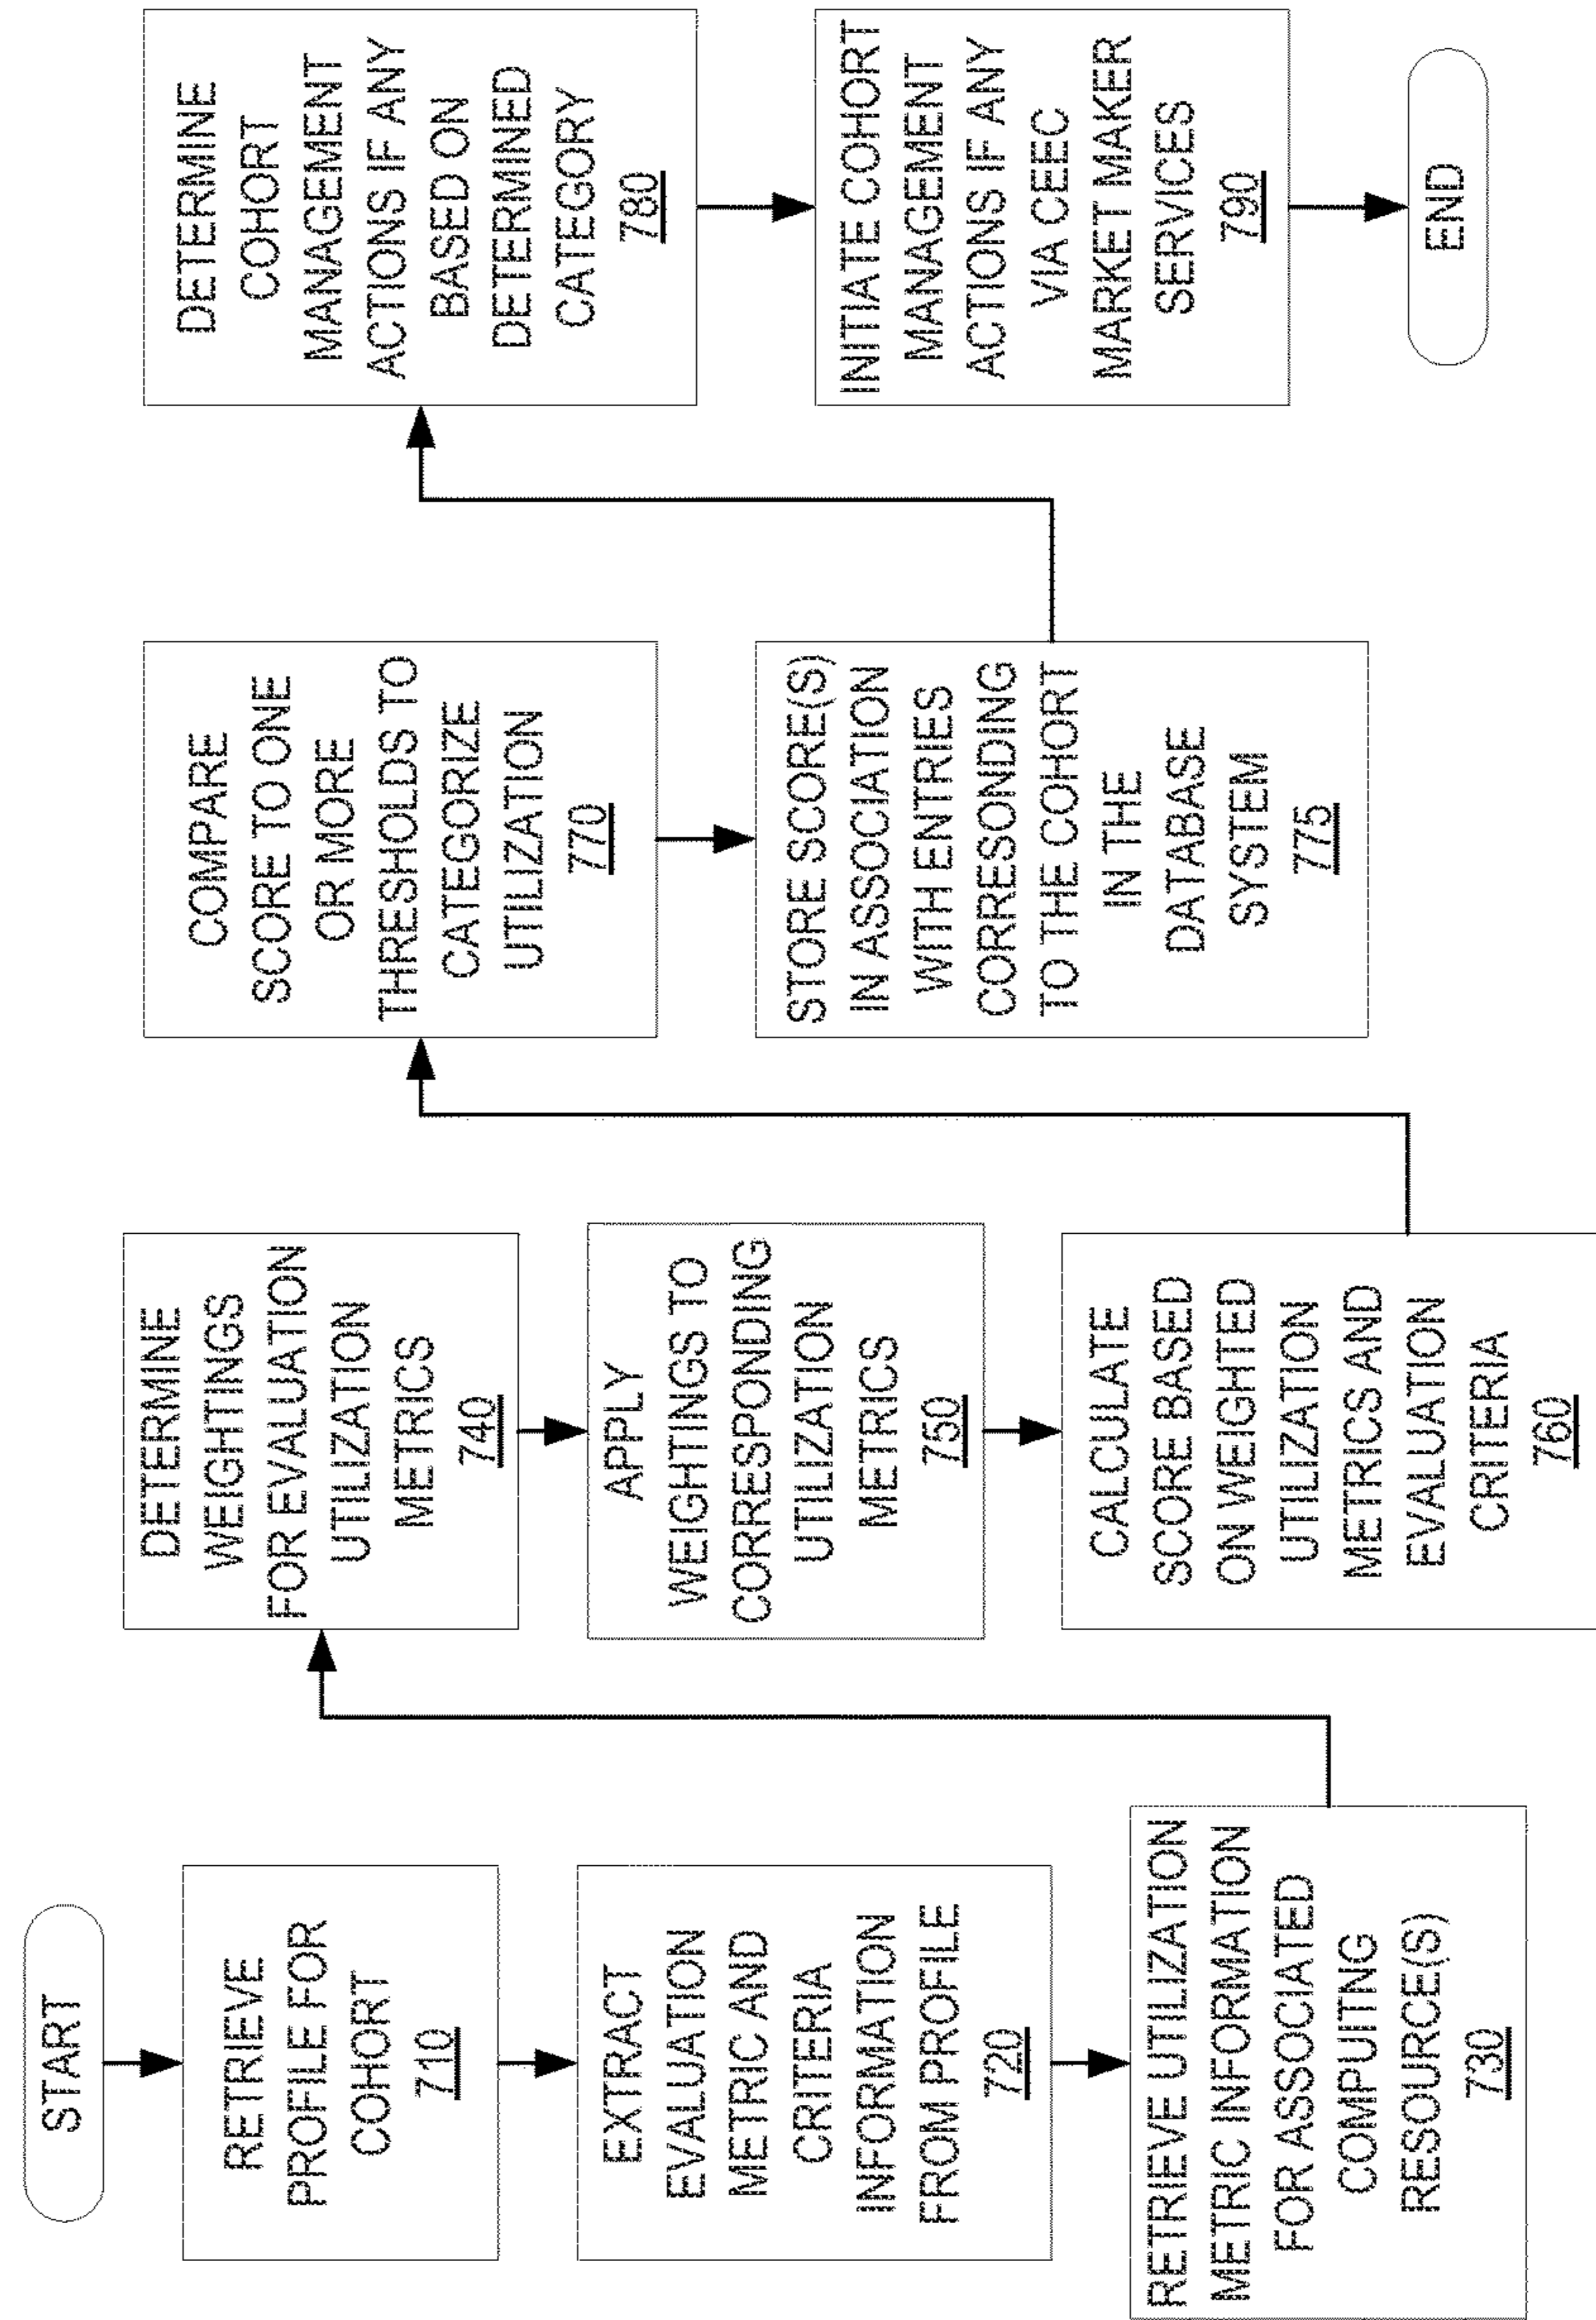 START
RETRIEVE
PROFILE FOR
COHORT
710
EXTRACT
EVALUATION
METRIC AND
CRITERIA
INFORMATION
FROM PROFILE
720
RETRIEVE UTILIZATION
METRIC INFORMATION
FOR ASSOCIATED
COMPUITNG
RESOURCE(S)
730
DETERMINE
WEIGHTINGS
FOR EVALUATION
UTILIZATION
METRICS
740
APPLY
WEIGHTINGS TO
CORRESPONDING
UTILIZATION
METRICS
750
CALCULATE
SCORE BASED
ON WEIGHTED
UTILIZATION
METRICS AND
EVALUATION
CRITERIA
760
COMPARE
SCORE TO ONE
OR MORE
THRESHOLDS TO
CATEGORIZE
UTILIZATION
770
STORE SCORE(S)
IN ASSOCIATION
WITH ENTRIES
CORRESONDING
TO THE COHORT
IN THE
DATABASE
SYSTEM
775
DETERMINE
COHORT
MANAGEMENT
ACTIONS IF ANY
BASED ON
DETERMINED
CATEGORY
780
INITIATE COHORT
MANAGEMENT
ACTIONS IF ANY
VIA CEEC
MARKET MAKER
SERVICES
790
END